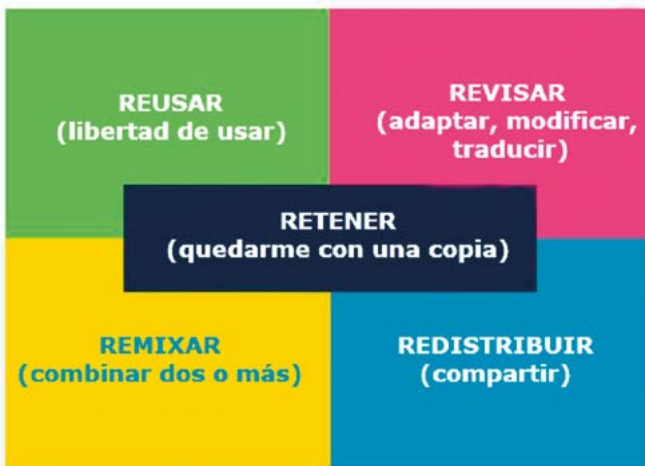 REUSAR
(libertad de usar)
REVISAR
(adaptar, modificar,
traducir)
RETENER
(quedarme con una copia)
REMIXAR
(combinar dos o más)
REDISTRIBUIR
(compartir)